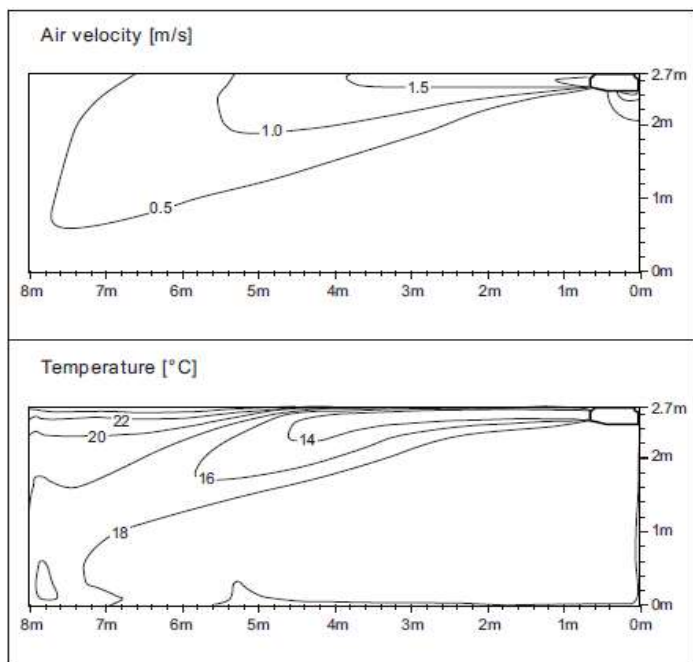 Air velocity [m/s]
2.7m
1.5
2m
1.0
1m
0.5
0m
8m 7m 6m 5m 4m 3m 2m 1m 0m
Temperature [°C]
2.7m
22
20
14
2m
16
18
1m
0m
8m 7m 6m 5m 4m 3m 2m 1m 0m